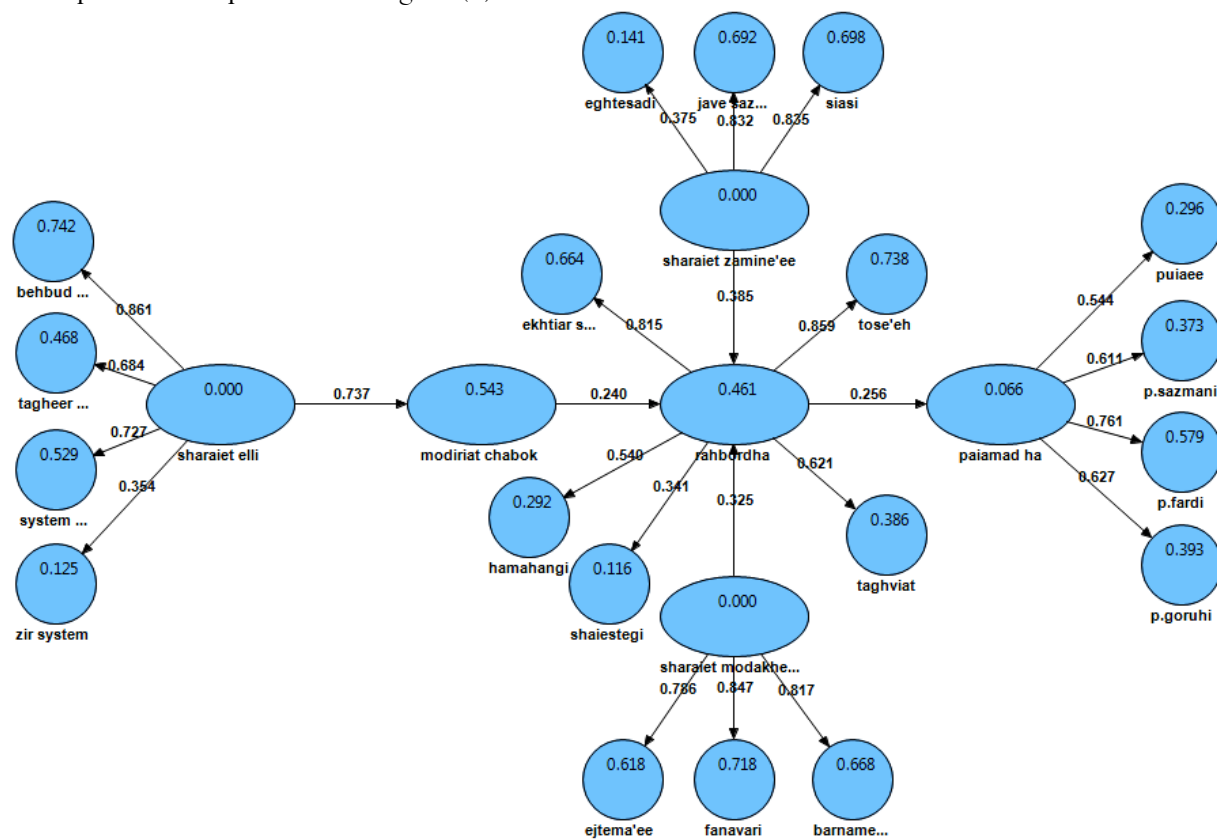 0.141
0.692
0.698
eghtesadi
jave saz...
siasi
0.375
0.832
0.835
0.000
sharaiet zamine'ee
0.385
0.742
behbud ...
0.861
0.468
tagheer ...
0.684
0.529
system ...
0.727
0.125
zir system
0.354
0.000
sharaiet elli
0.737
0.543
modiriat chabok
0.240
0.664
ekhtiar s...
0.815
0.738
tose'eh
0.859
0.461
rahbordha
0.256
0.540
0.341
0.325
0.621
0.292
hamahangi
0.116
shaiestegi
0.386
taghviat
0.066
paiamad ha
0.296
puiaee
0.544
0.373
p.sazmani
0.611
0.579
p.fardi
0.761
0.393
p.goruhi
0.627
0.000
sharaiet modakhe...
0.786
0.847
0.817
0.618
0.718
0.668
ejtema'ee
fanavari
barname...